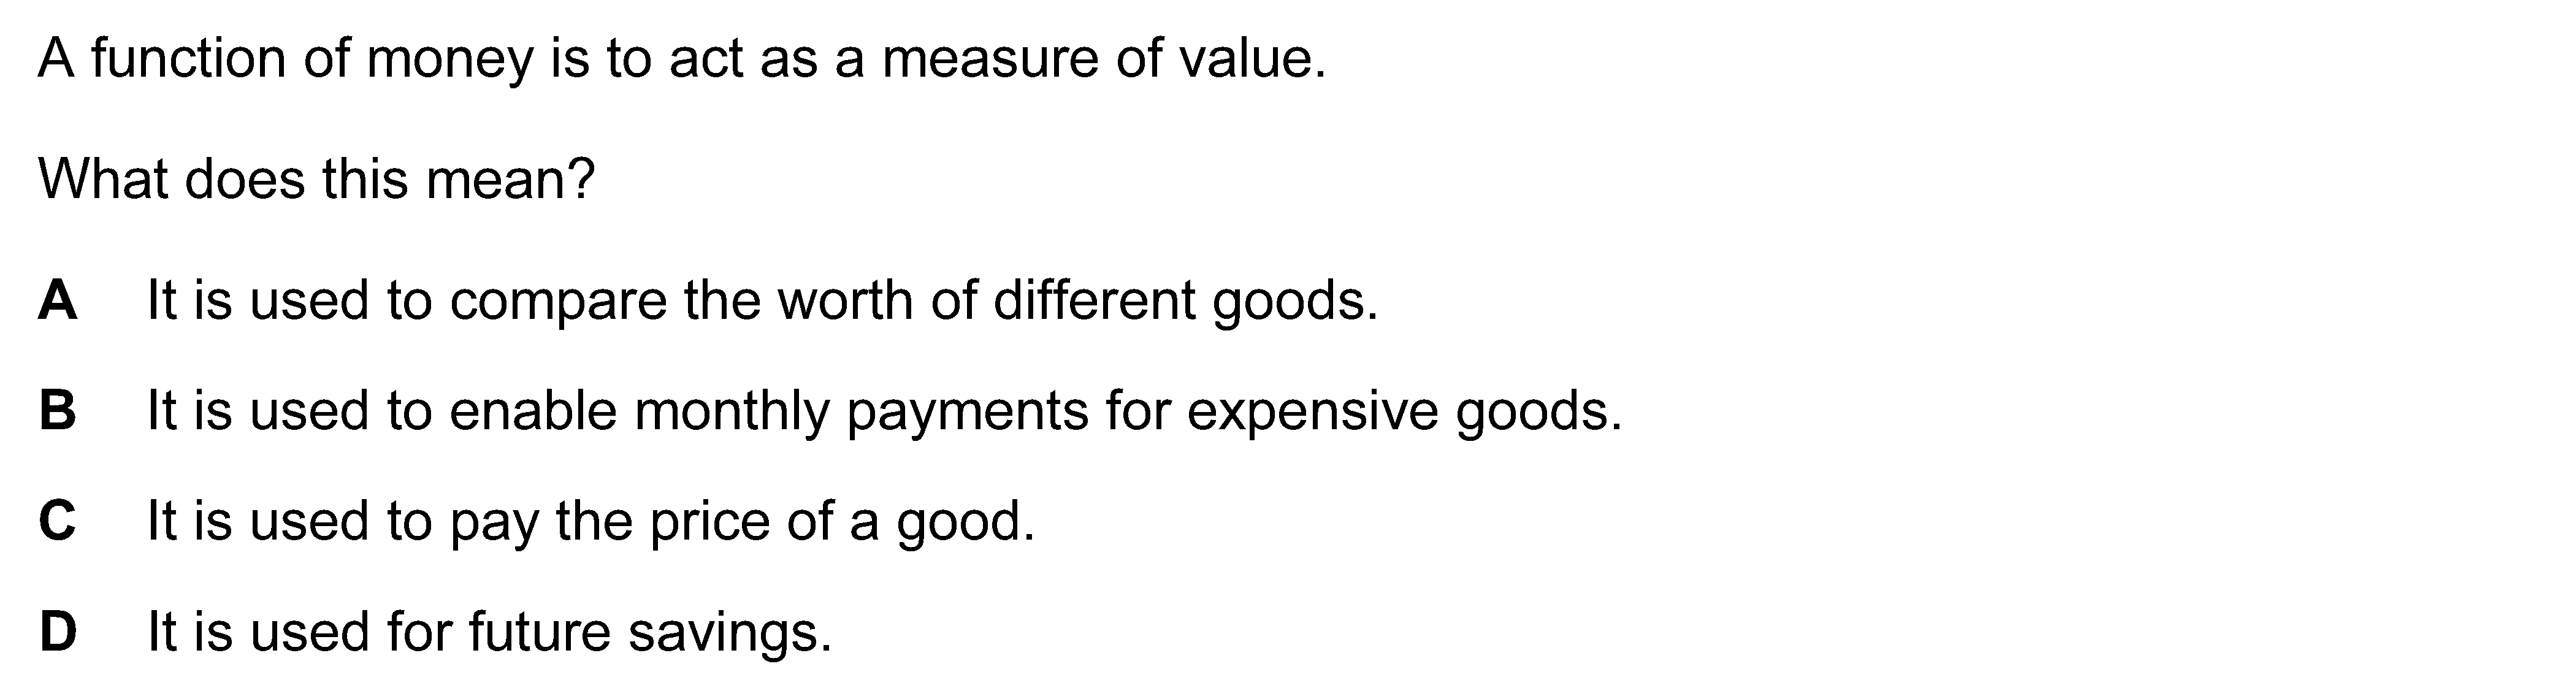 A function of money is to act as a measure of value.
What does this mean?
A It is used to compare the worth of different goods.
B It is used to enable monthly payments for expensive goods.
C It is used to pay the price of a good.
D It is used for future savings.